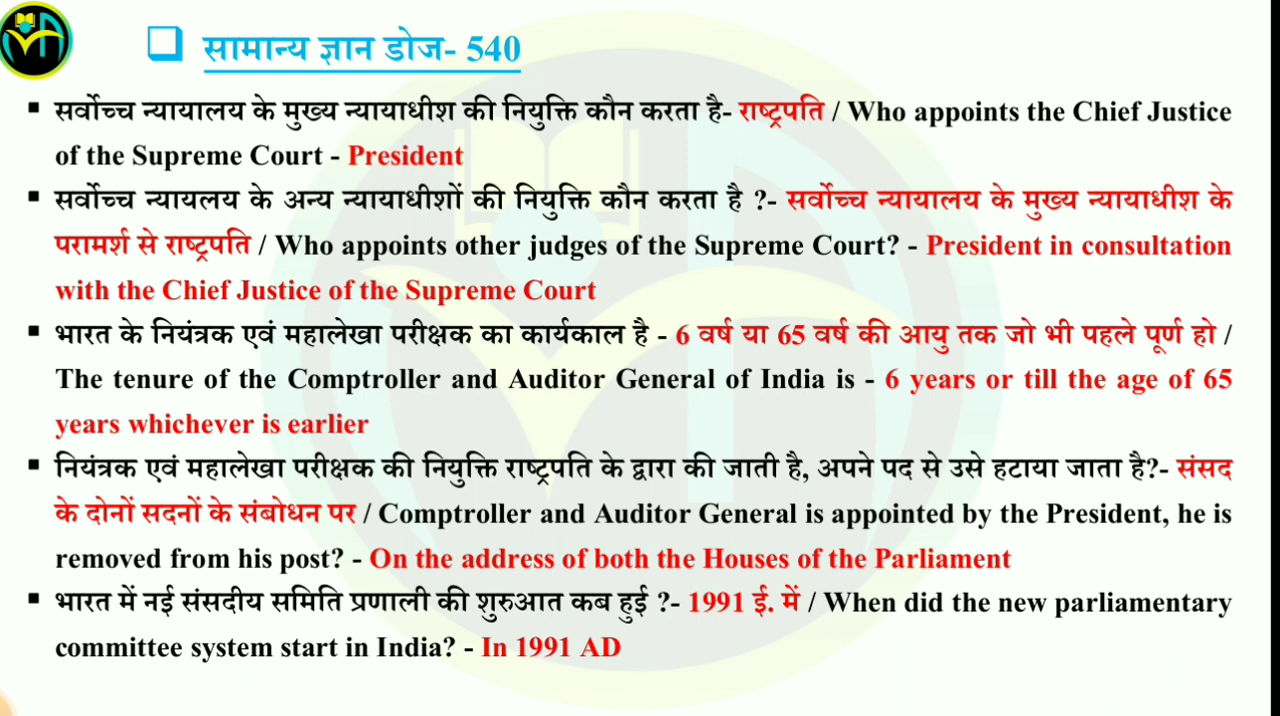 सामान्य ज्ञान डोज- 540
▪ सर्वोच्च न्यायालय के मुख्य न्यायाधीश की नियुक्ति कौन करता है- राष्ट्रपति / Who appoints the Chief Justice
of the Supreme Court - President
▪ सर्वोच्च न्यायलय के अन्य न्यायाधीशों की नियुक्ति कौन करता है ?- सर्वोच्च न्यायालय के मुख्य न्यायाधीश के
परामर्श से राष्ट्रपति / Who appoints other judges of the Supreme Court? - President in consultation
with the Chief Justice of the Supreme Court
▪ भारत के नियंत्रक एवं महालेखा परीक्षक का कार्यकाल है - 6 वर्ष या 65 वर्ष की आयु तक जो भी पहले पूर्ण हो /
The tenure of the Comptroller and Auditor General of India is - 6 years or till the age of 65
years whichever is earlier
▪ नियंत्रक एवं महालेखा परीक्षक की नियुक्ति राष्ट्रपति के द्वारा की जाती है, अपने पद से उसे हटाया जाता है?- संसद
के दोनों सदनों के संबोधन पर / Comptroller and Auditor General is appointed by the President, he is
removed from his post? - On the address of both the Houses of the Parliament
▪ भारत में नई संसदीय समिति प्रणाली की शुरुआत कब हुई ?- 1991 ई. में / When did the new parliamentary
committee system start in India? - In 1991 AD